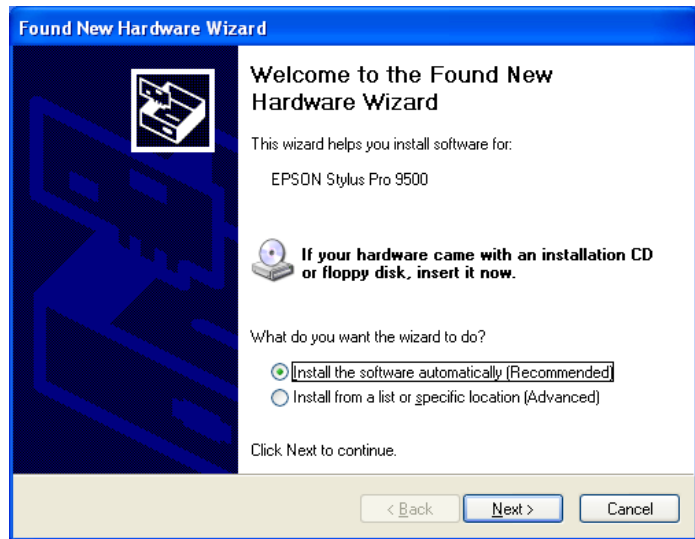 Found New Hardware Wizard
Welcome to the Found New
Hardware Wizard
This wizard helps you install software for:
EPSON Stylus Pro 9500
If your hardware came with an installation CD
or floppy disk, insert it now.
What do you want the wizard to do?
Install the software automatically (Recommended)
Install from a list or specific location (Advanced)
Click Next to continue.
< Back
Next >
Cancel